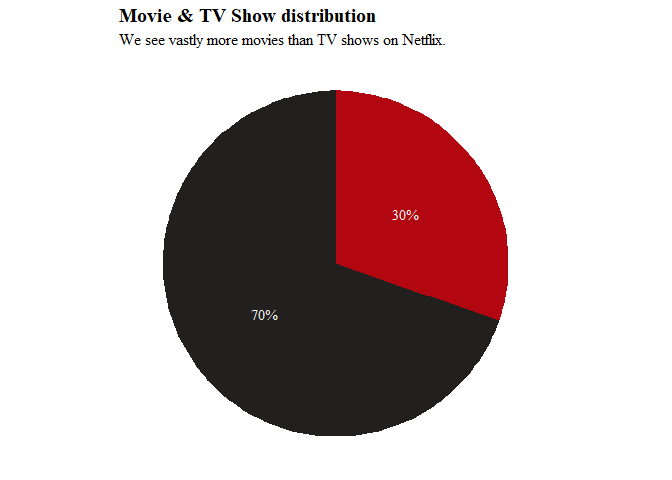 Movie & TV Show distribution
We see vastly more movies than TV shows on Netflix.
30%
70%